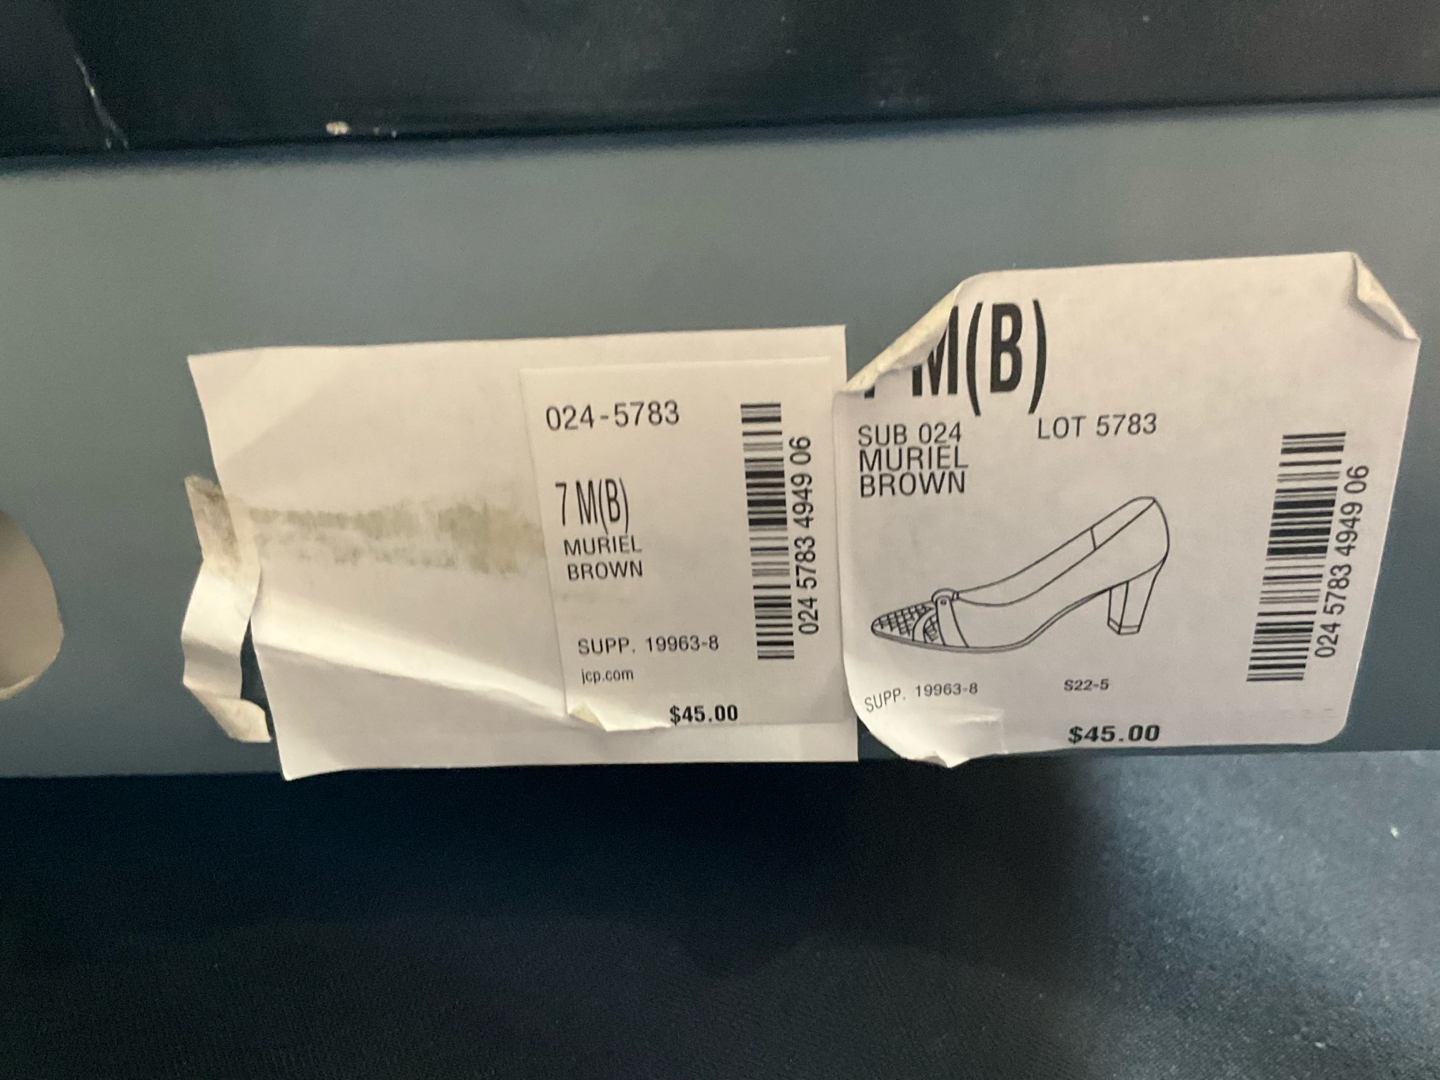 024-5783
7 M(B)
MURIEL
BROWN
SUPP. 19963-8
jcp.com
$45.00
024 5783 4949 06
M(B)
SUB 024 LOT 5783
MURIEL
BROWN
SUPP. 19963-8 S22-5
$45.00
024 5783 4949 06